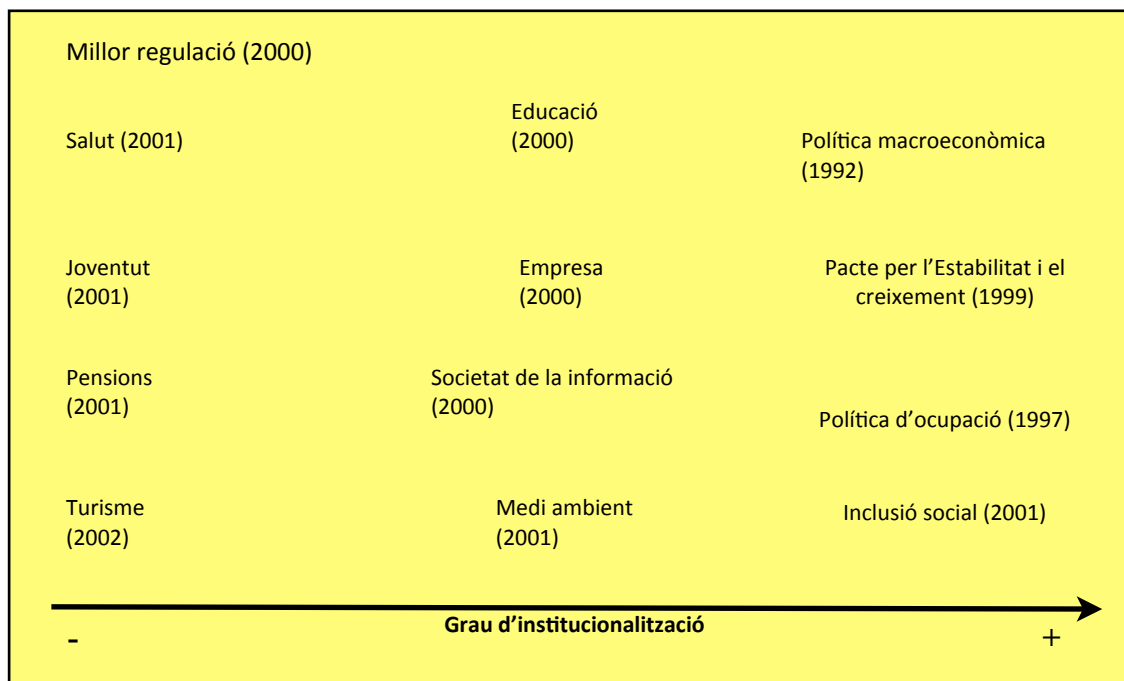 Millor regulació (2000)
Salut (2001)
Educació
(2000)
Política macroeconòmica
(1992)
Joventut
(2001)
Empresa
(2000)
Pacte per l’Estabilitat i el
creixement (1999)
Pensions
(2001)
Societat de la informació
(2000)
Política d’ocupació (1997)
Turisme
(2002)
Medi ambient
(2001)
Inclusió social (2001)
Grau d’institucionalització
-
+